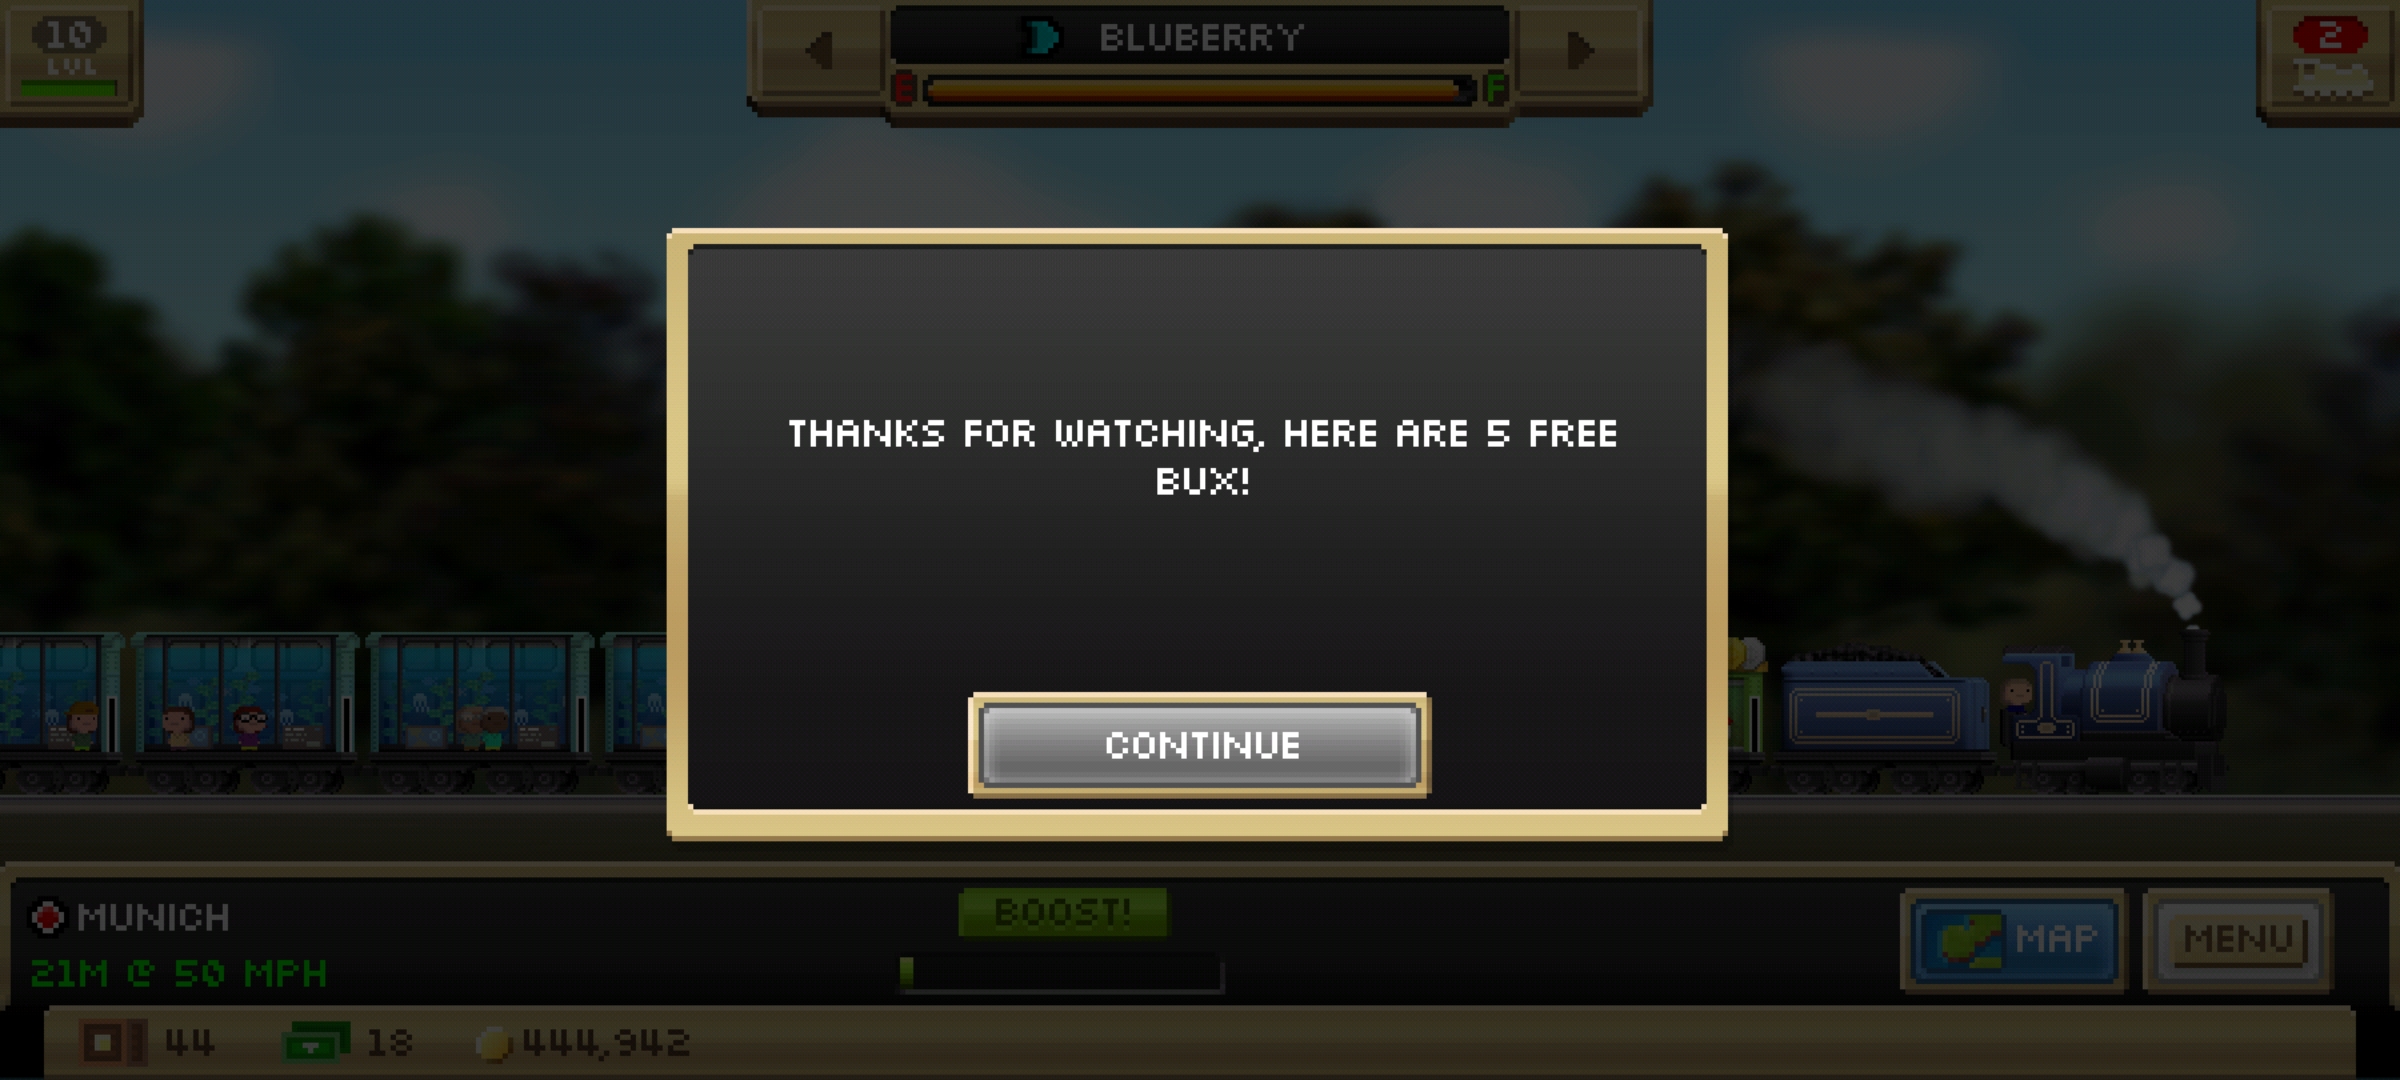 10
LVL
BLUBERRY
E
F
2
THANKS FOR WATCHING, HERE ARE 5 FREE
BUX!
CONTINUE
MUNICH
21M @ 50 MPH
BOOST!
MAP
MENU
44
18
444,942